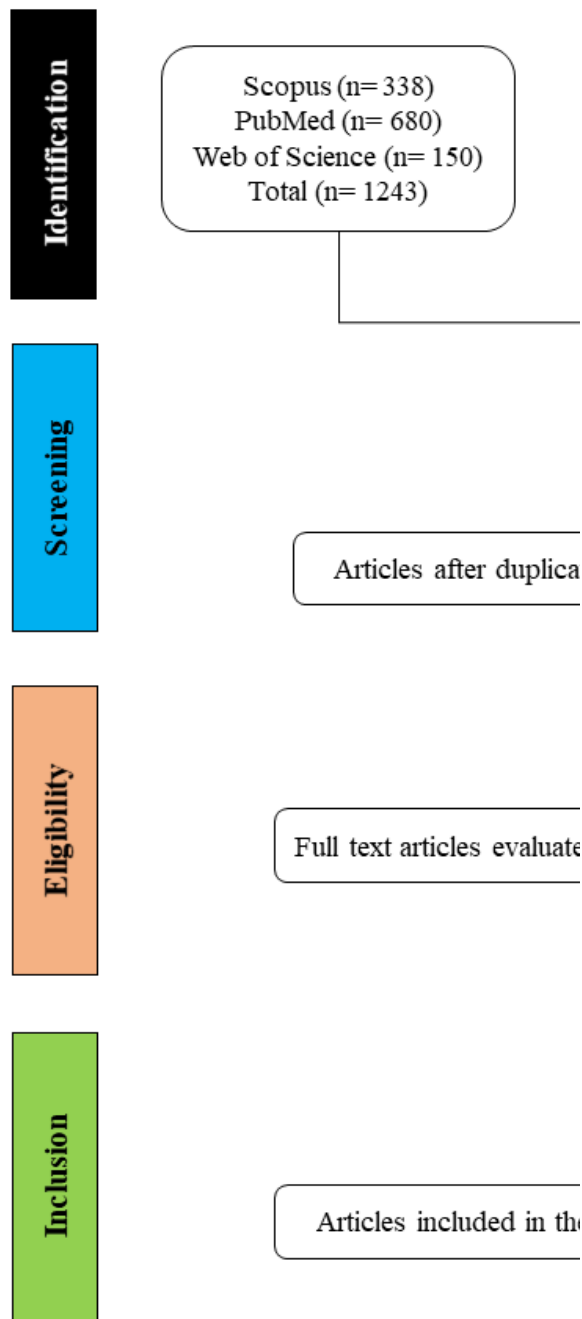 Identification
Scopus (n= 338)
PubMed (n= 680)
Web of Science (n= 150)
Total (n= 1243)
Screening
Articles after duplica
Eligibility
Full text articles evaluate
Inclusion
Articles included in the